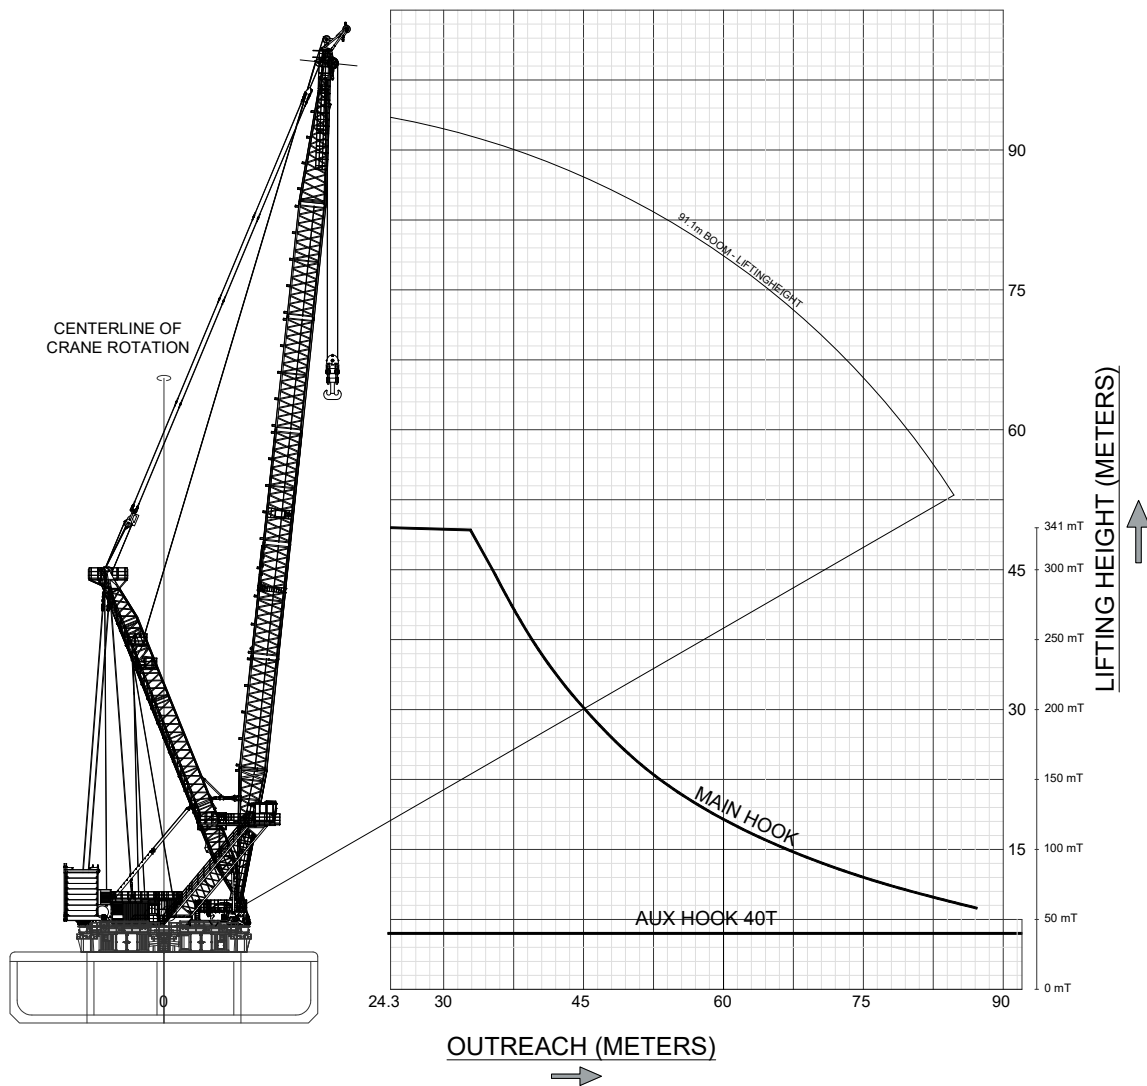 90
91.1m BOOM - LIFTINGHEIGHT
75
CENTERLINE OF
CRANE ROTATION
60
LIFTING HEIGHT (METERS)
341 mT
45
300 mT
250 mT
30
200 mT
150 mT
MAIN HOOK
15
100 mT
AUX HOOK 40T
50 mT
0 mT
0
24.3
30
45
60
75
90
OUTREACH (METERS)